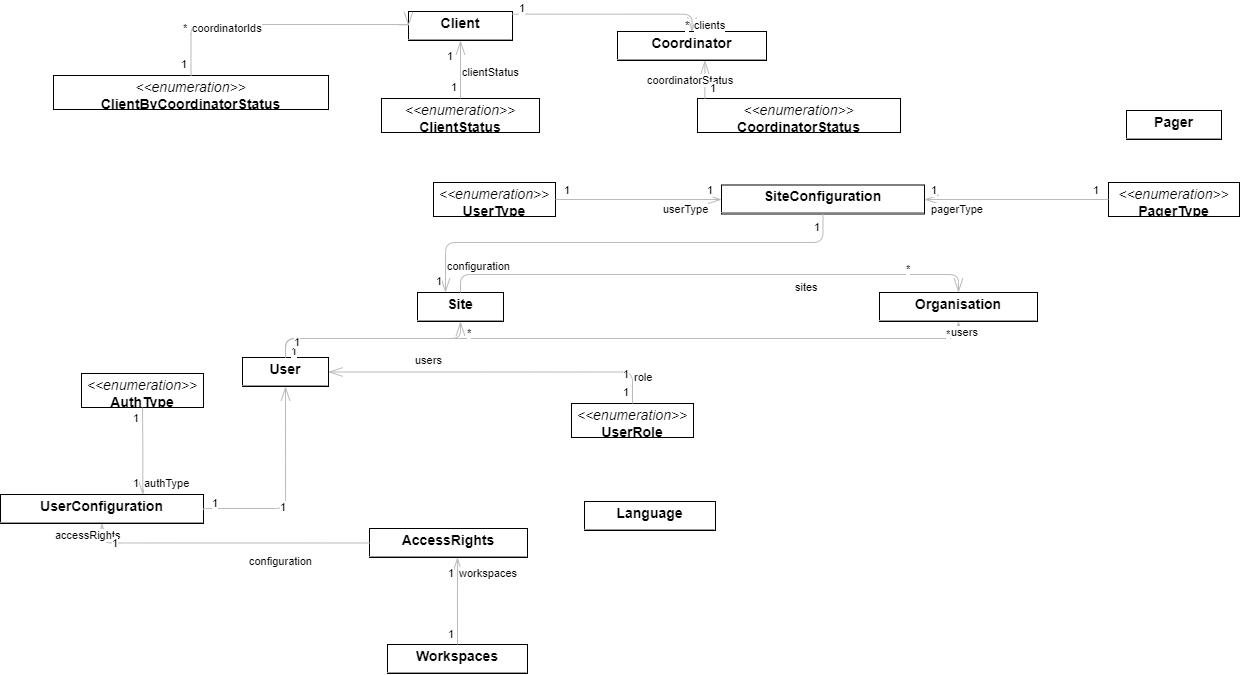 1
Client
* clients
* coordinatorIds
Coordinator
1
1
clientStatus
coordinatorStatus
1
1
<<enumeration>>
ClientByCoordinatorStatus
<<enumeration>>
ClientStatus
<<enumeration>>
CoordinatorStatus
Pager
<<enumeration>>
UserType
1
userType
1
SiteConfiguration
1
pagerType
1
<<enumeration>>
PagerType
1
configuration
1
*
sites
Site
Organisation
*
*users
1
1
users
User
1 role
1
<<enumeration>>
AuthType
1
<<enumeration>>
UserRole
1 authType
UserConfiguration
1
1
Language
accessRights
1
configuration
AccessRights
1 workspaces
1
Workspaces